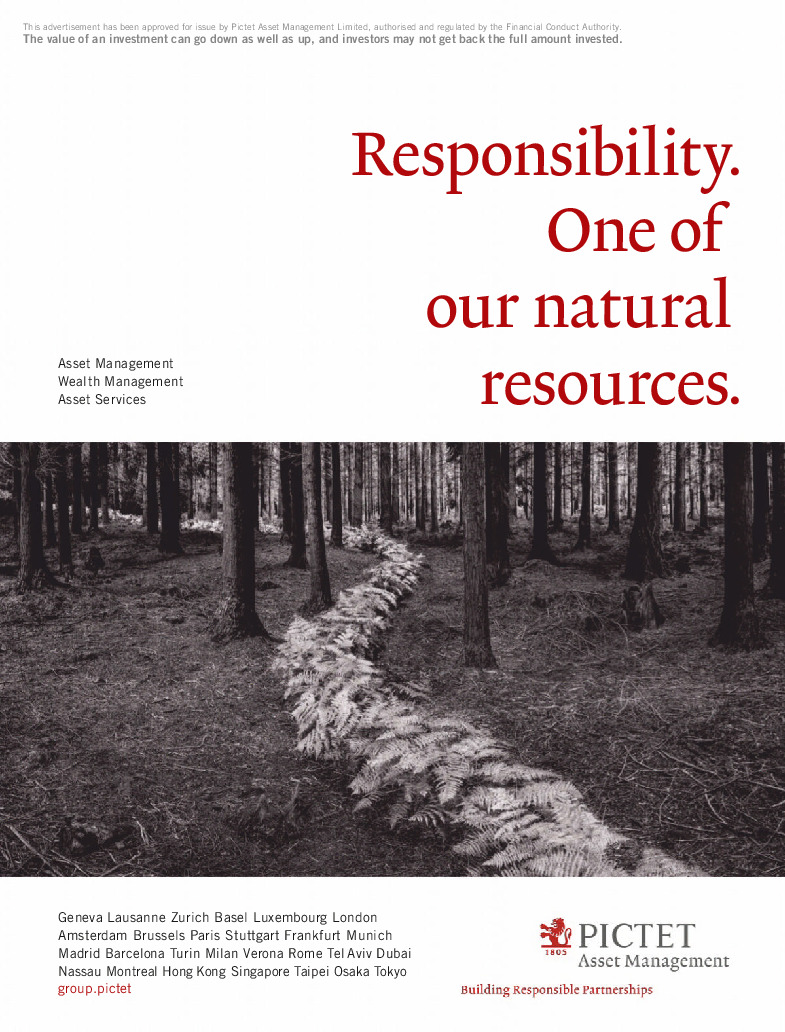 This advertisement has been approved for issue by Pictet Asset Management Limited, authorised and regulated by the Financial Conduct Authority.
The value of an investment can go down as well as up, and investors may not get back the full amount invested.
Responsibility.
One of
our natural
resources.
Asset Management
Wealth Management
Asset Services
Geneva Lausanne Zurich Basel Luxembourg London
Amsterdam Brussels Paris Stuttgart Frankfurt Munich
Madrid Barcelona Turin Milan Verona Rome Tel Aviv Dubai
Nassau Montreal Hong Kong Singapore Taipei Osaka Tokyo
group.pictet
1805
PICTET
Asset Management
Building Responsible Partnerships